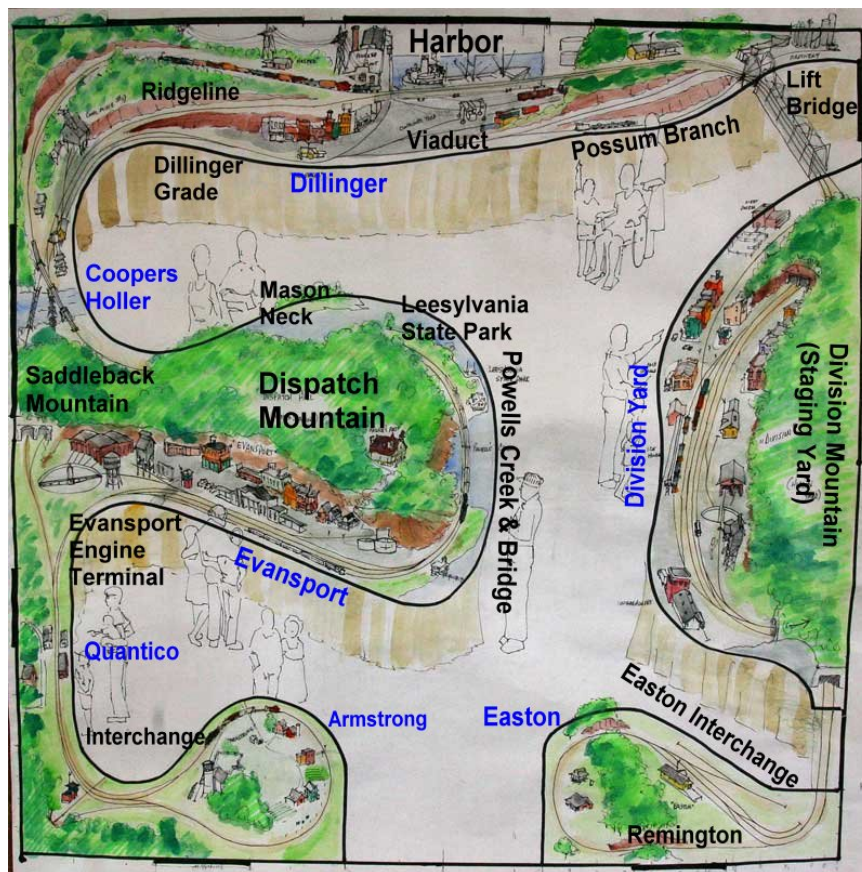 Harbor
Ridgeline
Lift
Bridge
Viaduct
Possum Branch
Dillinger
Grade
Dillinger
Coopers
Holler
Mason
Neck
Leesylvania
State Park
Saddleback
Mountain
Dispatch
Mountain
Powells Creek & Bridge
Division Yard
Division Mountain
(Staging Yard)
"EVANSPORT"
Evansport
Engine
Terminal
Evansport
Quantico
Interchange
Armstrong
Easton
Easton Interchange
Remington